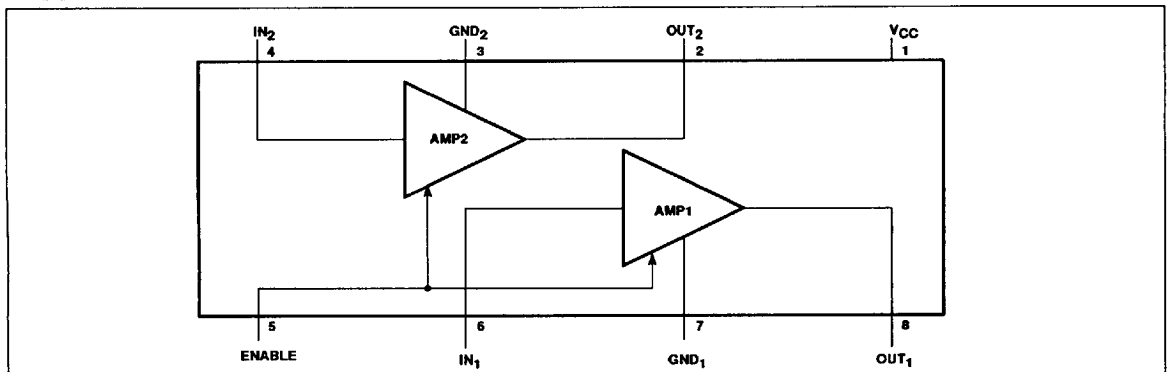 IN2 GND2 OUT2 VCC
4 3 2 1
AMP2
AMP1
5 6 7 8
ENABLE IN1 GND1 OUT1